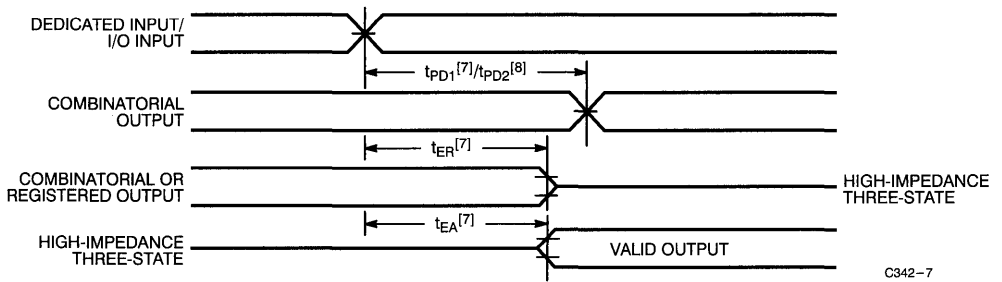 DEDICATED INPUT/
I/O INPUT
tPD1[7]/tPD2[8]
COMBINATORIAL
OUTPUT
tER[7]
COMBINATORIAL OR
REGISTERED OUTPUT
HIGH-IMPEDANCE
THREE-STATE
tEA[7]
HIGH-IMPEDANCE
THREE-STATE
VALID OUTPUT
C342–7